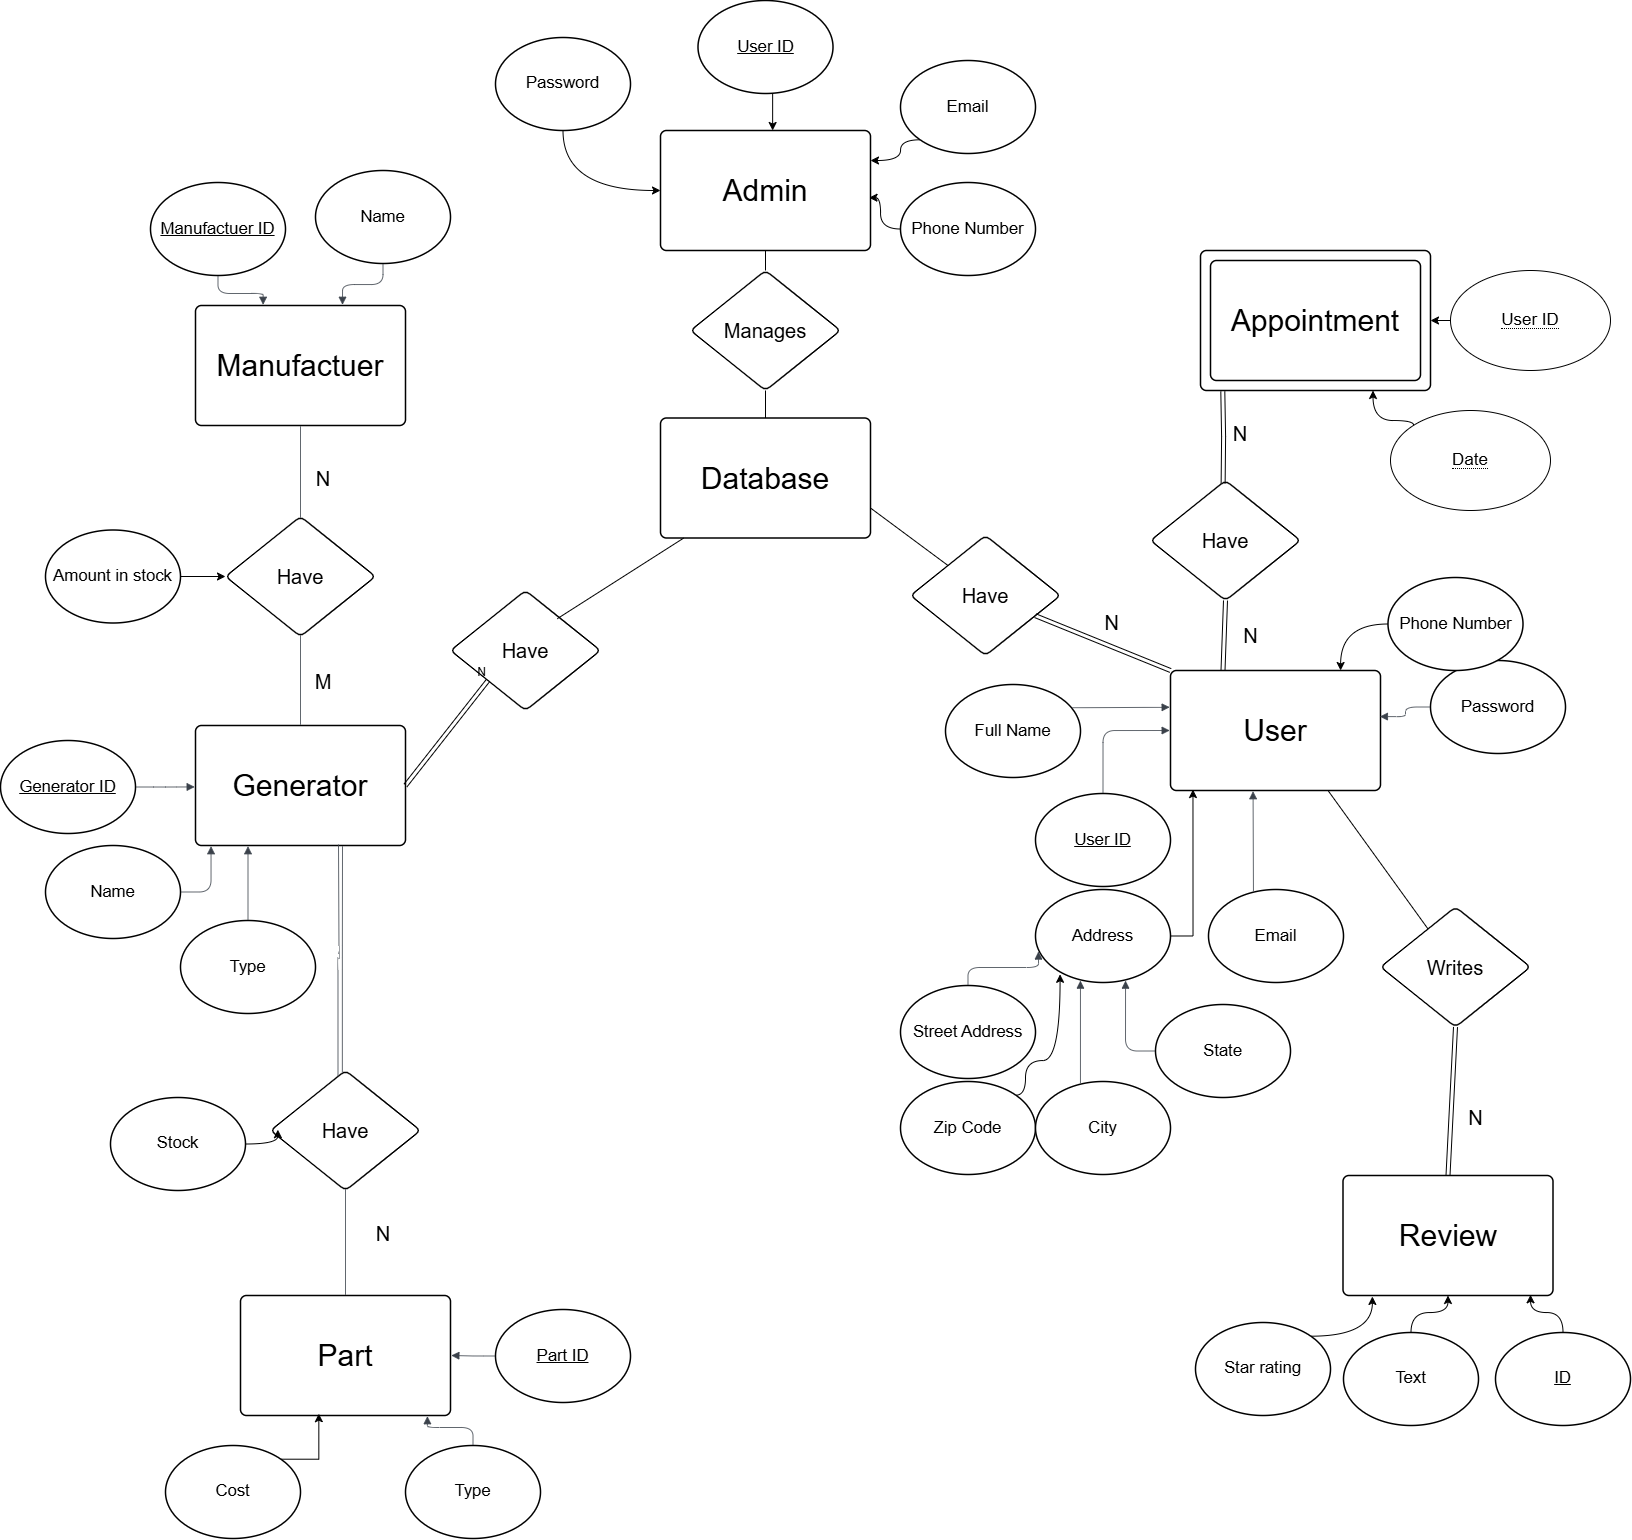 User ID
Password
Email
Admin
Manufactuer ID
Name
Phone Number
Manages
Appointment
User ID
Manufactuer
N
Date
Database
N
Amount in stock
Have
Have
Have
N
Phone Number
N
Have
N
M
Full Name
User
Password
Generator ID
Generator
User ID
Name
Type
Address
Email
Writes
Street Address
State
Stock
Have
Zip Code
City
N
N
Review
Part
Part ID
Star rating
Text
ID
Cost
Type